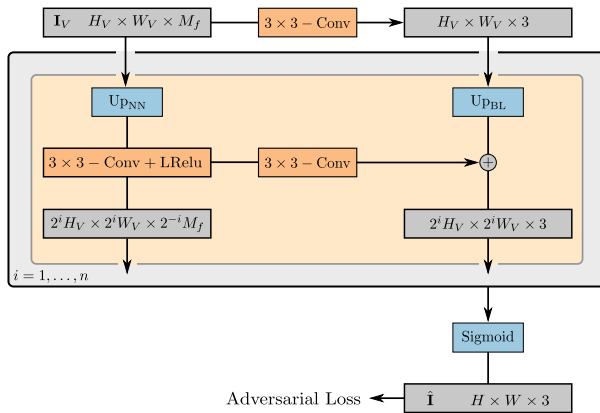 I_V H_V × W_V × M_f
3 × 3 − Conv
H_V × W_V × 3
Up_NN
Up_BL
3 × 3 − Conv + LRelu
3 × 3 − Conv
+
2^i H_V × 2^i W_V × 2^{−i} M_f
2^i H_V × 2^i W_V × 3
i = 1, . . . , n
Sigmoid
Adversarial Loss
Î H × W × 3